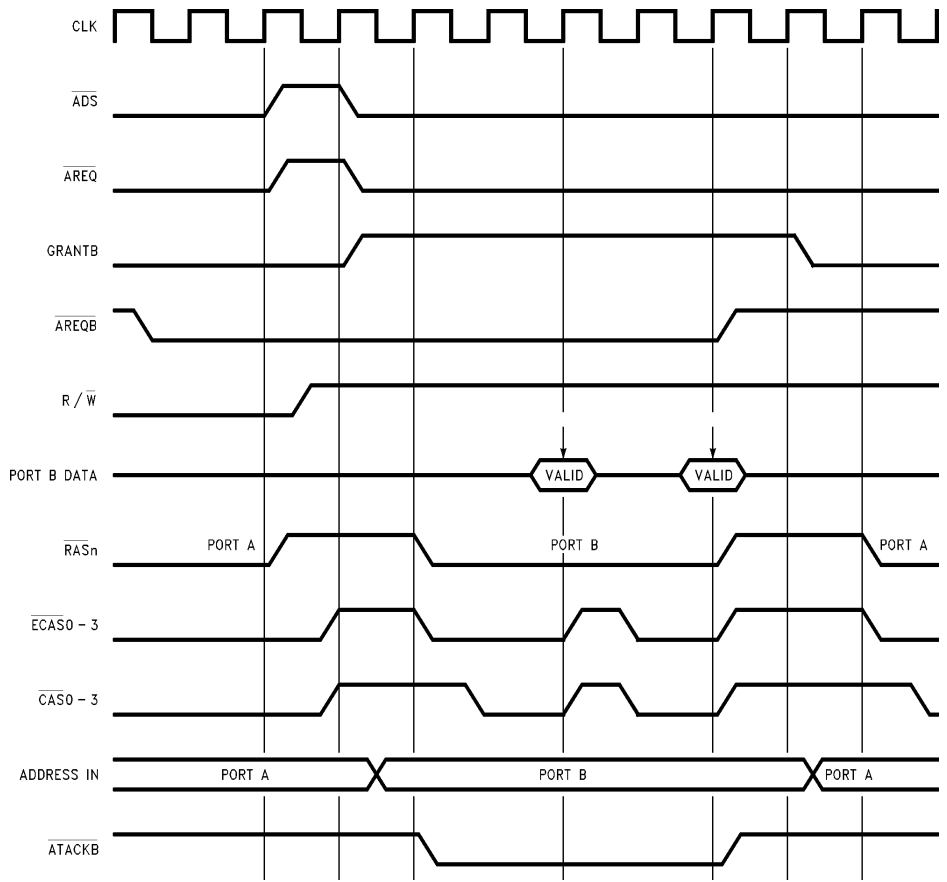 CLK
ADS
AREQ
GRANTB
AREQB
R / W
PORT B DATA VALID VALID
RASn PORT A PORT B PORT A
ECAS0 - 3
CAS0 - 3
ADDRESS IN PORT A PORT B PORT A
ATACKB